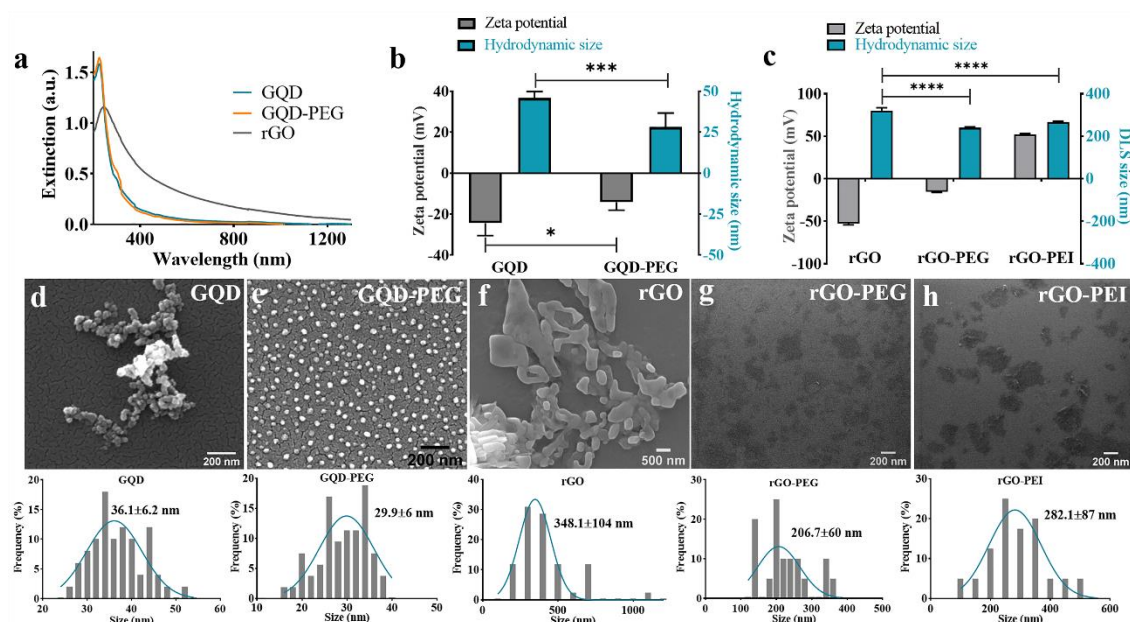 a
Extinction (a.u.)
1.5
1.0
0.5
0.0
400
800
1200
Wavelength (nm)
GQD
GQD-PEG
rGO
b
Zeta potential
Hydrodynamic size
***
*
Zeta potential (mV)
40
20
0
-20
-40
50
25
0
-25
-50
Hydrodynamic size (nm)
GQD
GQD-PEG
c
Zeta potential
Hydrodynamic size
****
****
Zeta potential (mV)
100
50
0
-50
-100
400
200
0
-200
-400
DLS size (nm)
rGO
rGO-PEG
rGO-PEI
d
GQD
200 nm
e
GQD-PEG
200 nm
f
rGO
500 nm
g
rGO-PEG
200 nm
h
rGO-PEI
200 nm
GQD
36.1±6.2 nm
Frequency (%)
20
15
10
5
0
20
30
40
50
60
Size (nm)
GQD-PEG
29.9±6 nm
Frequency (%)
20
15
10
5
0
10
20
30
40
50
Size (nm)
rGO
348.1±104 nm
Frequency (%)
40
30
20
10
0
0
500
1000
Size (nm)
rGO-PEG
206.7±60 nm
Frequency (%)
30
20
10
0
0
100
200
300
400
500
Size (nm)
rGO-PEI
282.1±87 nm
Frequency (%)
30
20
10
0
0
200
400
600
Size (nm)